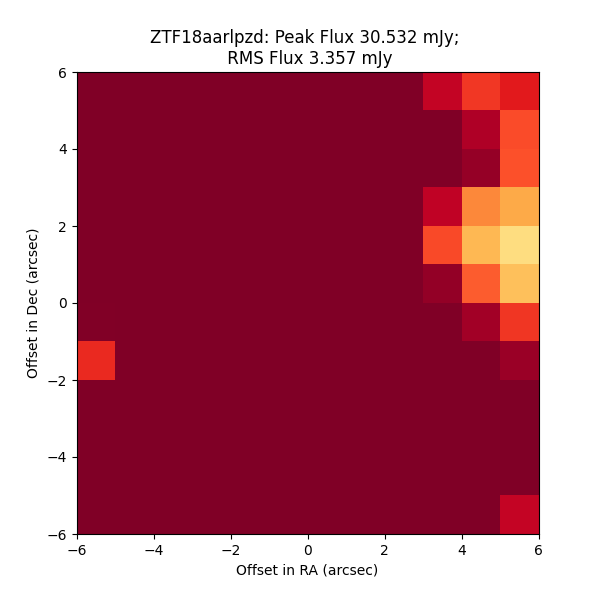 ZTF18aarlpzd: Peak Flux 30.532 mJy;
RMS Flux 3.357 mJy
6
4
2
0
−2
−4
−6
Offset in Dec (arcsec)
−6 −4 −2 0 2 4 6
Offset in RA (arcsec)